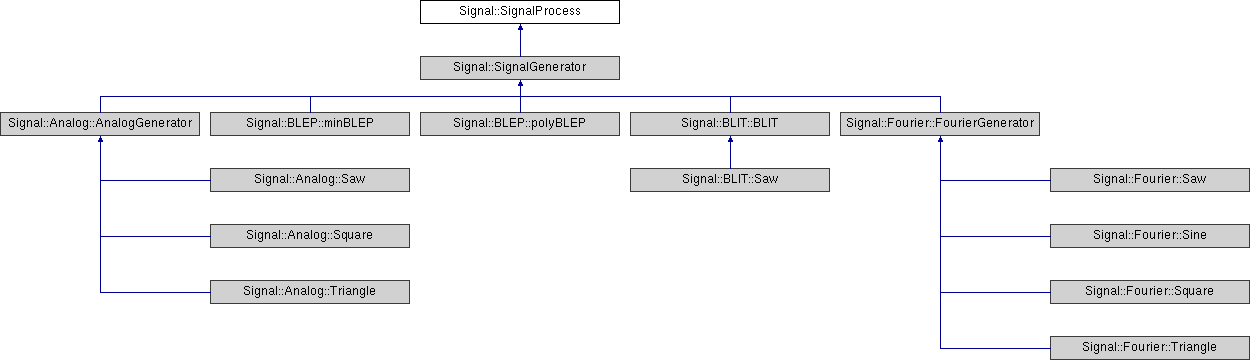 Signal::SignalProcess
Signal::SignalGenerator
Signal::Analog::AnalogGenerator
Signal::BLEP::minBLEP
Signal::BLEP::polyBLEP
Signal::BLIT::BLIT
Signal::Fourier::FourierGenerator
Signal::Analog::Saw
Signal::BLIT::Saw
Signal::Fourier::Saw
Signal::Analog::Square
Signal::Fourier::Sine
Signal::Analog::Triangle
Signal::Fourier::Square
Signal::Fourier::Triangle